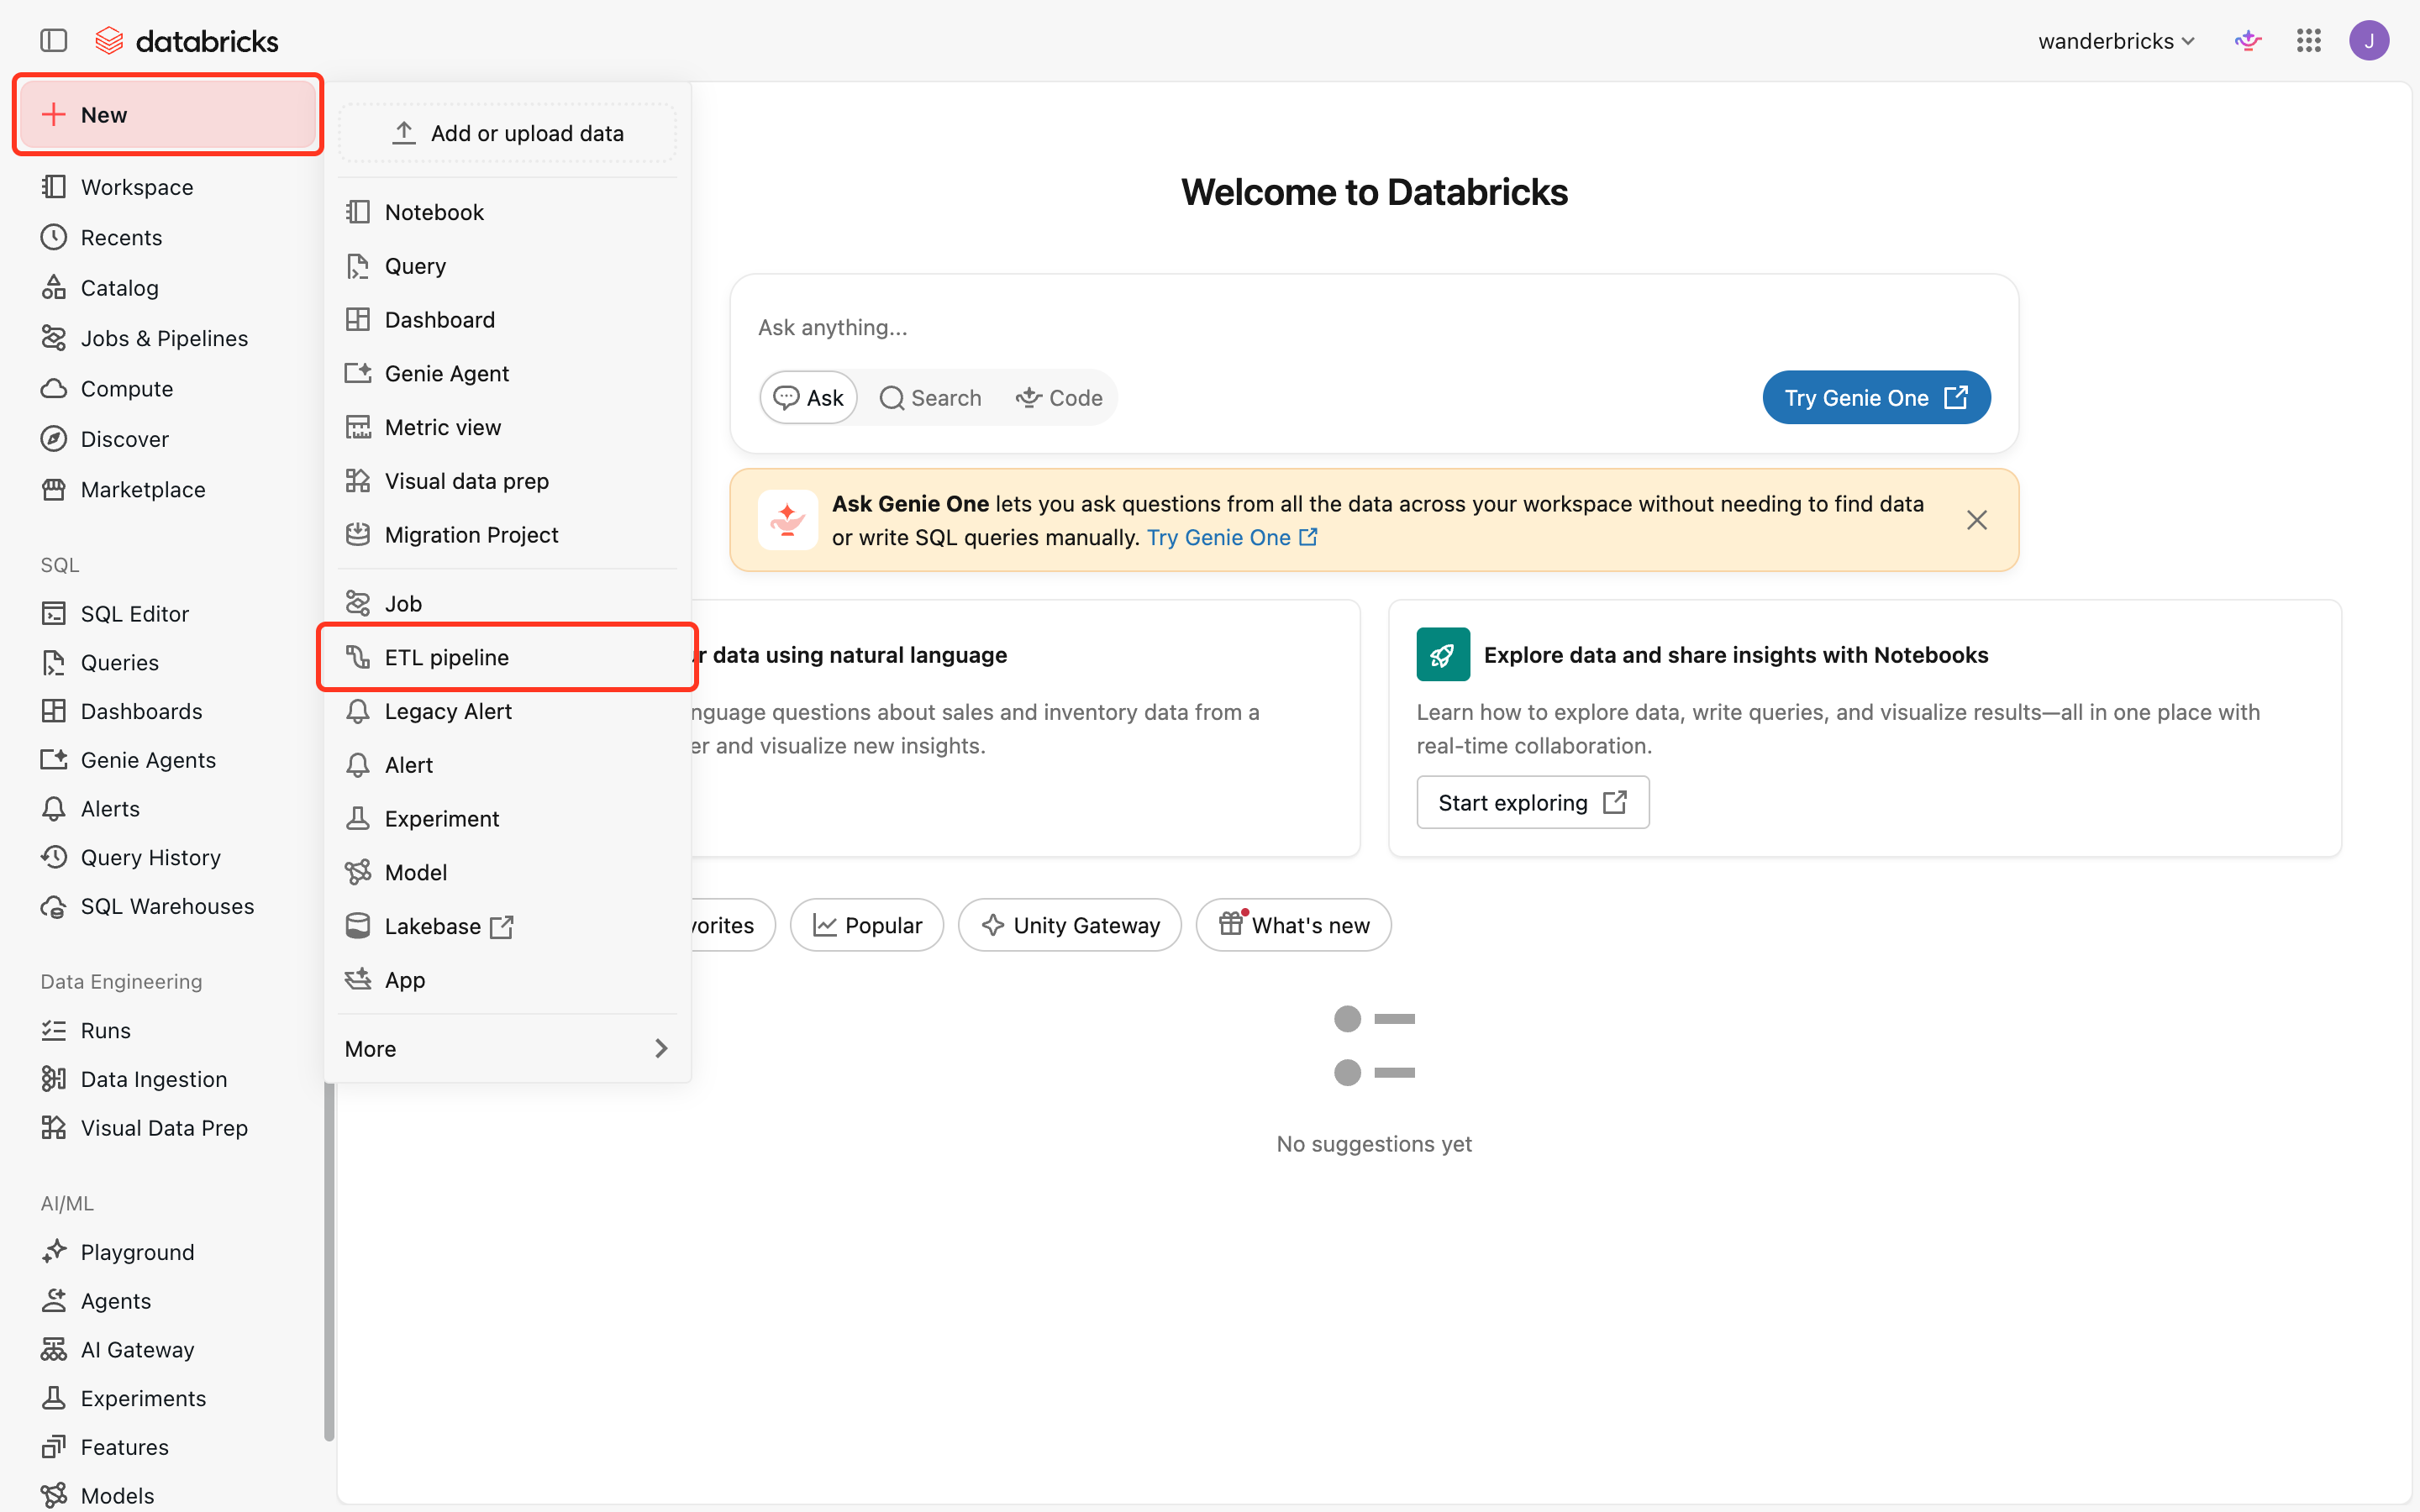 databricks
wanderbricks
J
New
Workspace
Recents
Catalog
Jobs & Pipelines
Compute
Discover
Marketplace
SQL
SQL Editor
Queries
Dashboards
Genie Agents
Alerts
Query History
SQL Warehouses
Data Engineering
Runs
Data Ingestion
Visual Data Prep
AI/ML
Playground
Agents
AI Gateway
Experiments
Features
Models
Add or upload data
Notebook
Query
Dashboard
Genie Agent
Metric view
Visual data prep
Migration Project
Job
ETL pipeline
Legacy Alert
Alert
Experiment
Model
Lakebase
App
More
Welcome to Databricks
Ask anything...
Ask
Search
Code
Try Genie One
Ask Genie One lets you ask questions from all the data across your workspace without needing to find data
or write SQL queries manually. Try Genie One
data using natural language
questions about sales and inventory data from a
and visualize new insights.
Explore data and share insights with Notebooks
Learn how to explore data, write queries, and visualize results—all in one place with
real-time collaboration.
Start exploring
Popular
Unity Gateway
What's new
No suggestions yet